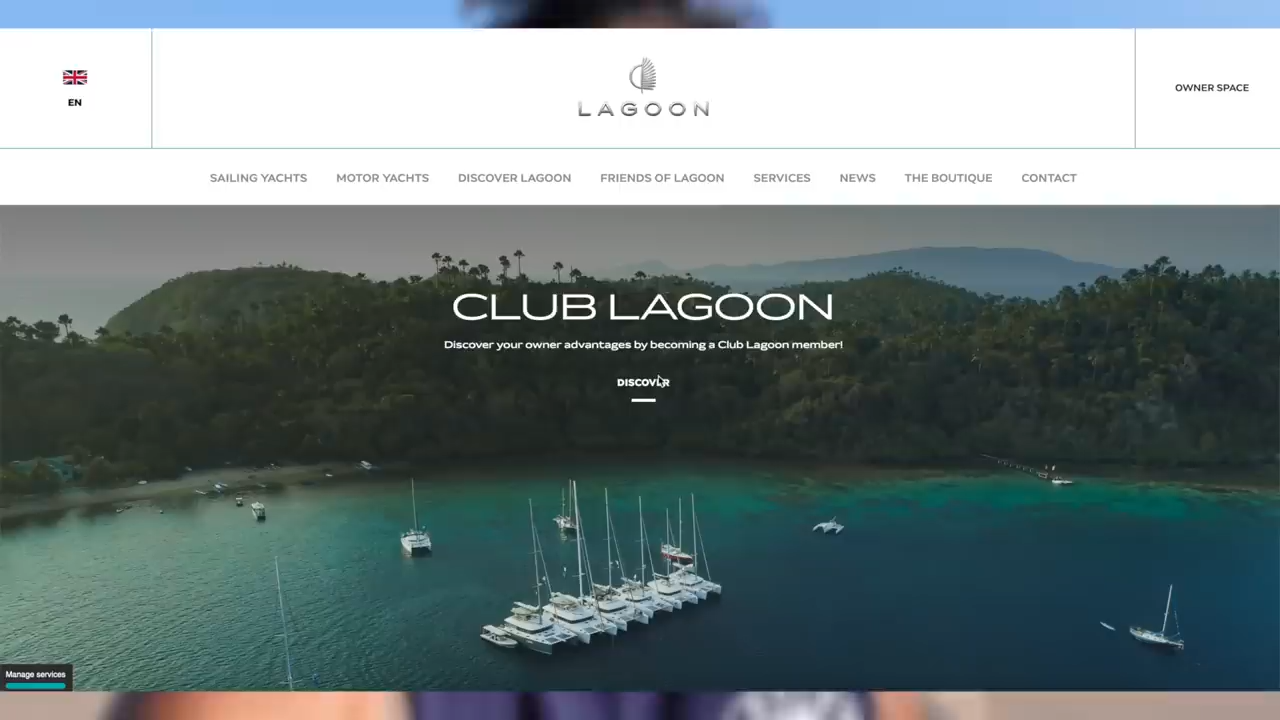 EN
LAGOON
OWNER SPACE
SAILING YACHTS MOTOR YACHTS DISCOVER LAGOON FRIENDS OF LAGOON SERVICES NEWS THE BOUTIQUE CONTACT
CLUB LAGOON
Discover your owner advantages by becoming a Club Lagoon member!
DISCOVER
Manage services